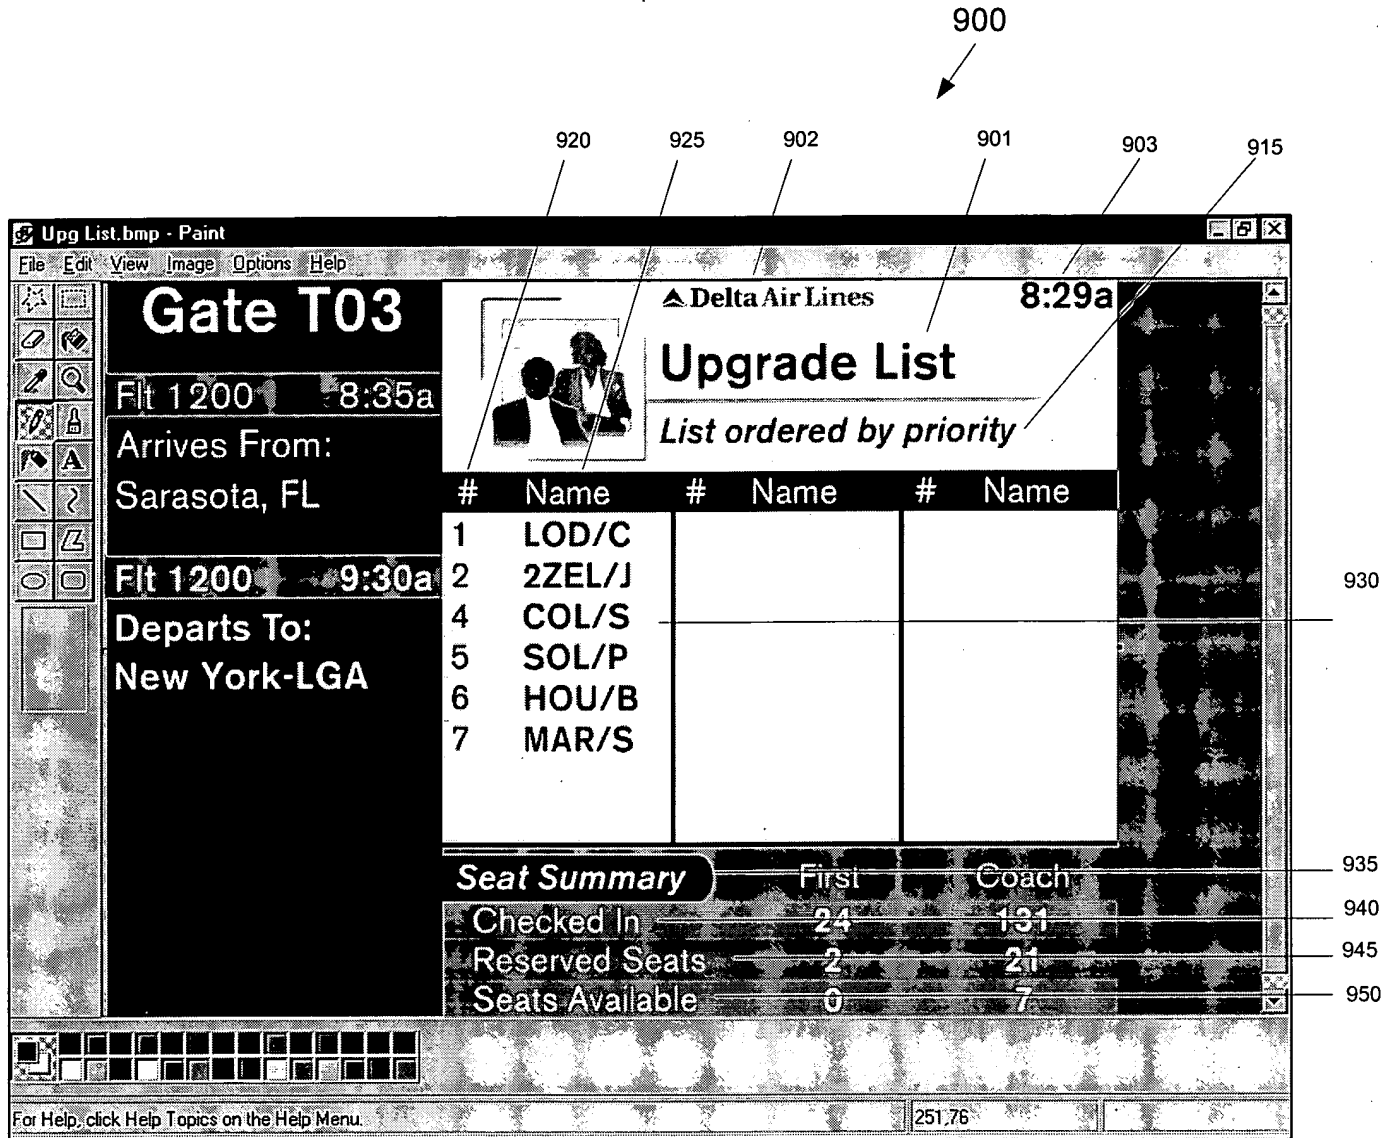 900
920 925 902 901 903 915
Upg List.bmp - Paint
File Edit View Image Options Help
Gate T03
Flt 1200 8:35a
Arrives From:
Sarasota, FL
Flt 1200 9:30a
Departs To:
New York-LGA
Delta Air Lines 8:29a
Upgrade List
List ordered by priority
# Name # Name # Name
1 LOD/C
2 2ZEL/J
4 COL/S
5 SOL/P
6 HOU/B
7 MAR/S
930
Seat Summary First Coach 935
Checked In 24 131 940
Reserved Seats 2 21 945
Seats Available 0 7 950
A
For Help, click Help Topics on the Help Menu.
251,76